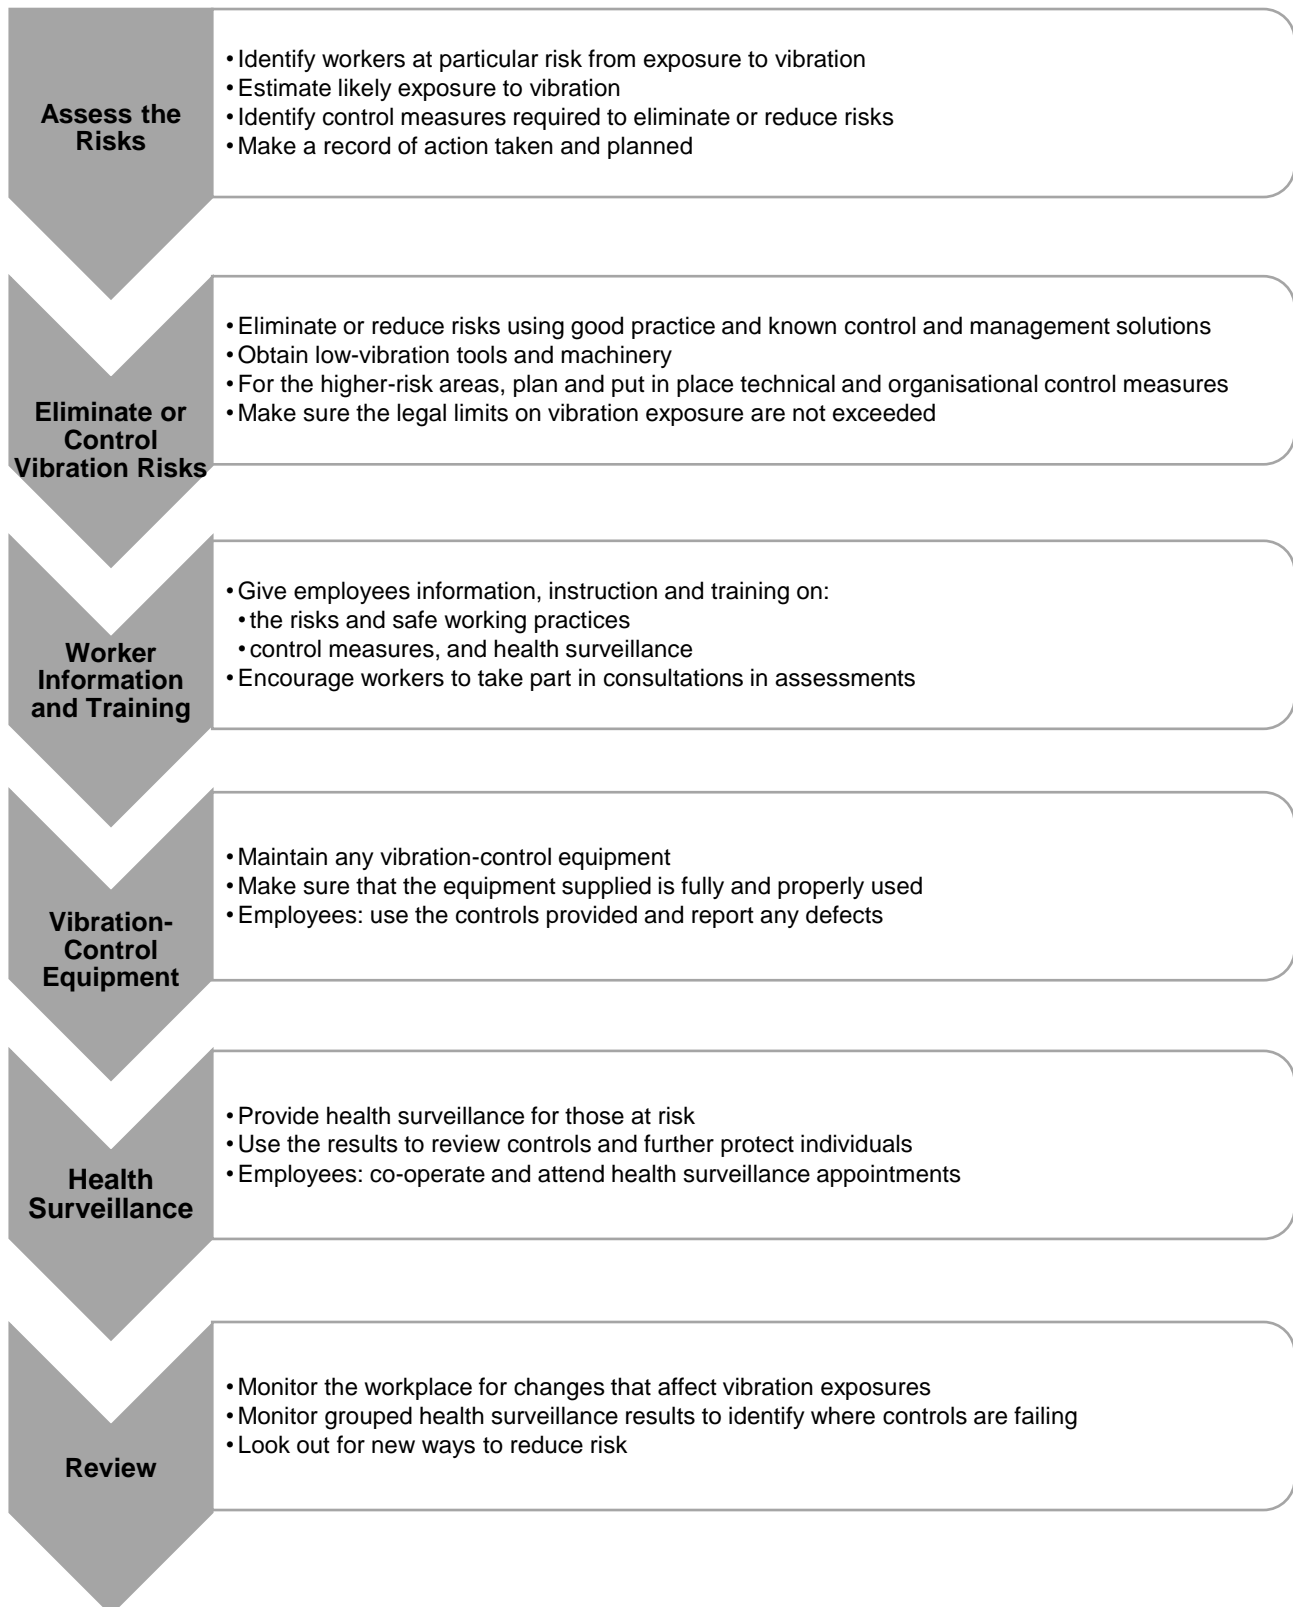 Assess the
Risks
• Identify workers at particular risk from exposure to vibration
• Estimate likely exposure to vibration
• Identify control measures required to eliminate or reduce risks
• Make a record of action taken and planned
Eliminate or
Control
Vibration Risks
• Eliminate or reduce risks using good practice and known control and management solutions
• Obtain low-vibration tools and machinery
• For the higher-risk areas, plan and put in place technical and organisational control measures
• Make sure the legal limits on vibration exposure are not exceeded
Worker
Information
and Training
• Give employees information, instruction and training on:
• the risks and safe working practices
• control measures, and health surveillance
• Encourage workers to take part in consultations in assessments
Vibration-
Control
Equipment
• Maintain any vibration-control equipment
• Make sure that the equipment supplied is fully and properly used
• Employees: use the controls provided and report any defects
Health
Surveillance
• Provide health surveillance for those at risk
• Use the results to review controls and further protect individuals
• Employees: co-operate and attend health surveillance appointments
Review
• Monitor the workplace for changes that affect vibration exposures
• Monitor grouped health surveillance results to identify where controls are failing
• Look out for new ways to reduce risk